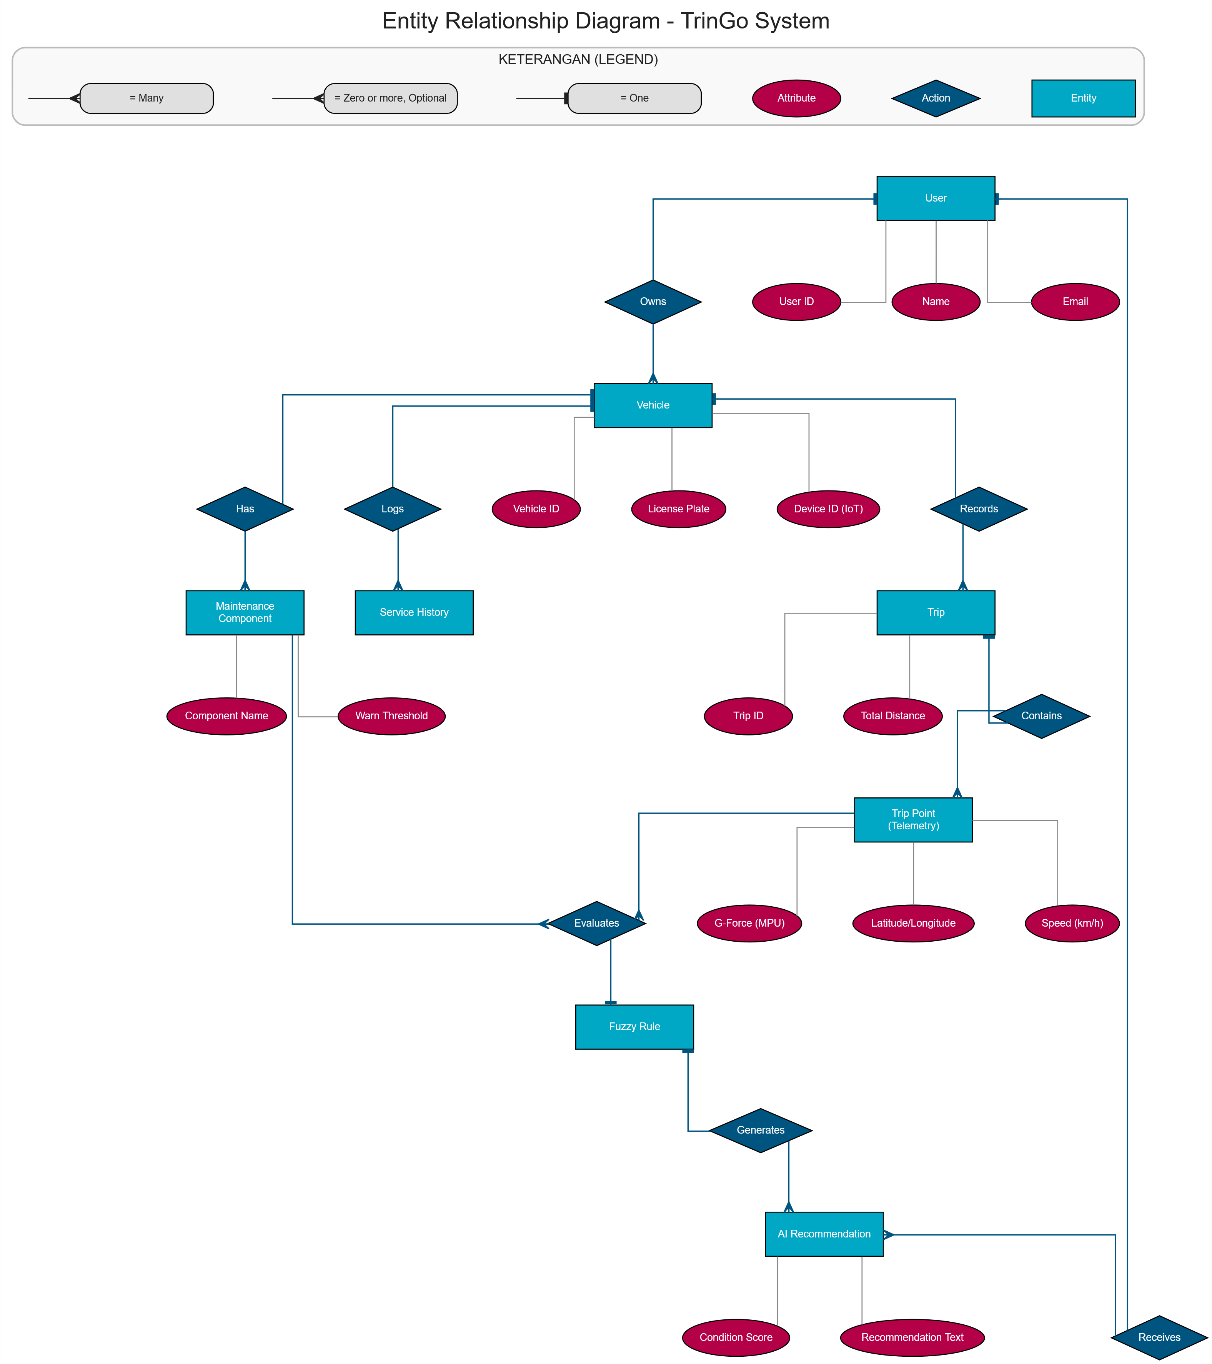 Entity Relationship Diagram - TrinGo System
KETERANGAN (LEGEND)
= Many
= Zero or more, Optional
= One
Attribute
Action
Entity
User
Owns
User ID
Name
Email
Vehicle
Has
Logs
Vehicle ID
License Plate
Device ID (IoT)
Records
Maintenance
Component
Service History
Trip
Component Name
Warn Threshold
Trip ID
Total Distance
Contains
Trip Point
(Telemetry)
Evaluates
G-Force (MPU)
Latitude/Longitude
Speed (km/h)
Fuzzy Rule
Generates
AI Recommendation
Condition Score
Recommendation Text
Receives